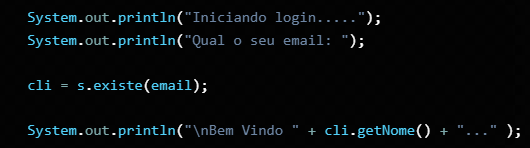 System.out.println("Iniciando login.....");
System.out.println("Qual o seu email: ");
cli = s.existe(email);
System.out.println("\nBem Vindo " + cli.getNome() + "..." );